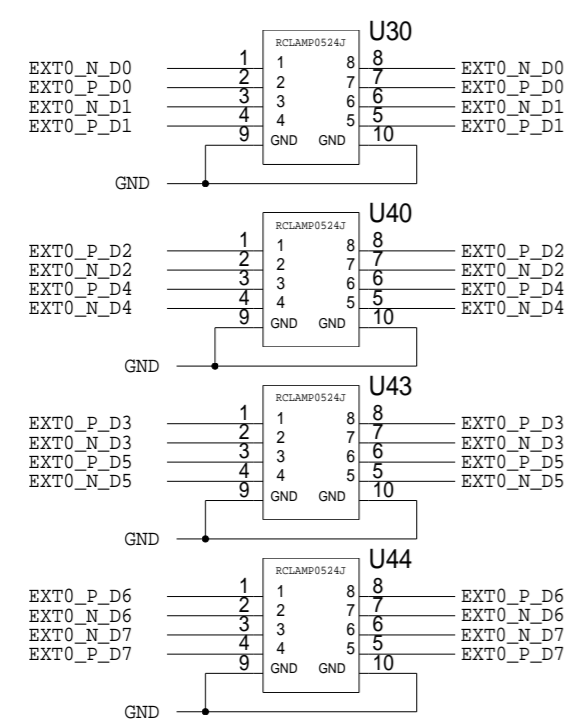 U30
RCLAMP0524J
EXT0_N_D0 1 1 8 8 EXT0_N_D0
EXT0_P_D0 2 2 7 7 EXT0_P_D0
EXT0_N_D1 3 3 6 6 EXT0_N_D1
EXT0_P_D1 4 4 5 5 EXT0_P_D1
9 GND GND 10
GND
U40
RCLAMP0524J
EXT0_P_D2 1 1 8 8 EXT0_P_D2
EXT0_N_D2 2 2 7 7 EXT0_N_D2
EXT0_P_D4 3 3 6 6 EXT0_P_D4
EXT0_N_D4 4 4 5 5 EXT0_N_D4
9 GND GND 10
GND
U43
RCLAMP0524J
EXT0_P_D3 1 1 8 8 EXT0_P_D3
EXT0_N_D3 2 2 7 7 EXT0_N_D3
EXT0_P_D5 3 3 6 6 EXT0_P_D5
EXT0_N_D5 4 4 5 5 EXT0_N_D5
9 GND GND 10
GND
U44
RCLAMP0524J
EXT0_P_D6 1 1 8 8 EXT0_P_D6
EXT0_N_D6 2 2 7 7 EXT0_N_D6
EXT0_N_D7 3 3 6 6 EXT0_N_D7
EXT0_P_D7 4 4 5 5 EXT0_P_D7
9 GND GND 10
GND